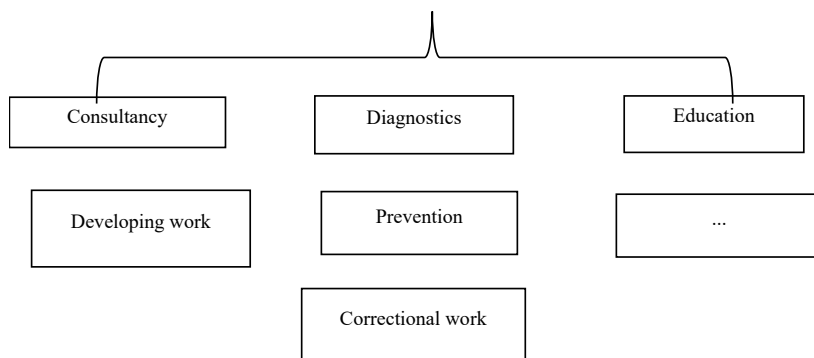 Consultancy
Diagnostics
Education
Developing work
Prevention
...
Correctional work